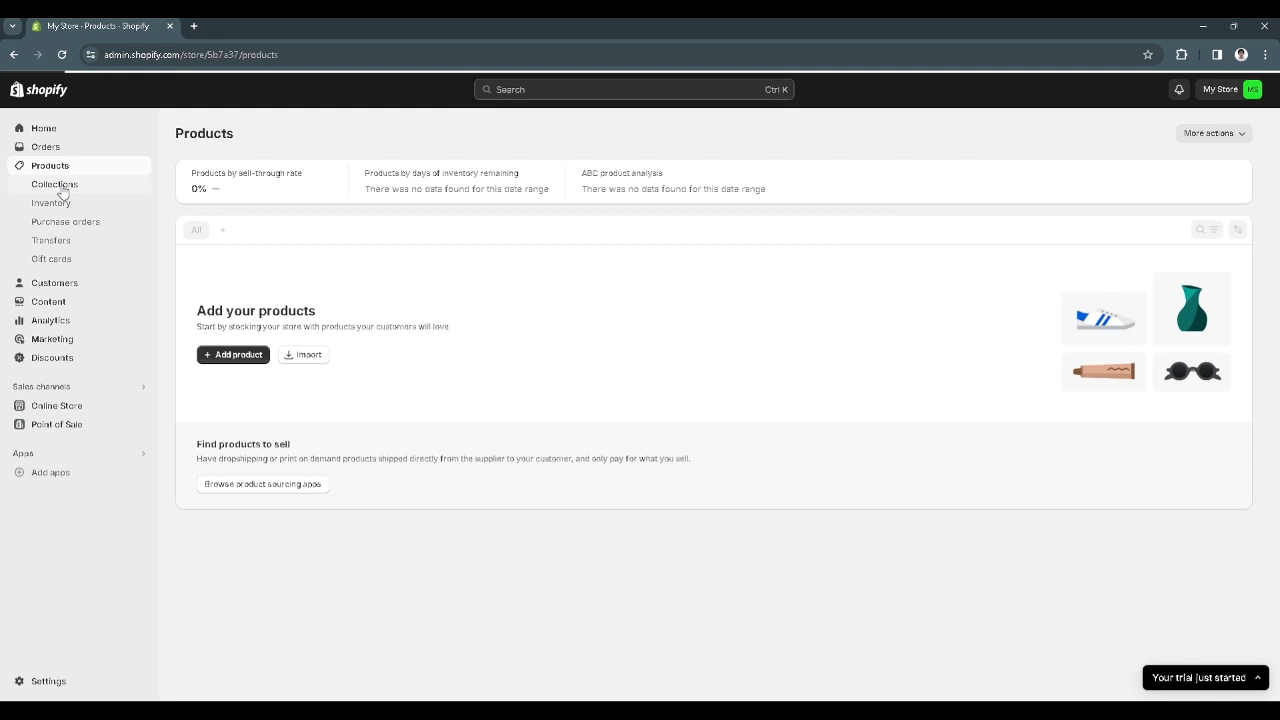 My Store · Products · Shopify
admin.shopify.com/store/5b7a37/products
shopify
Search
Ctrl K
My Store
MS
Home
Orders
Products
Collections
Inventory
Purchase orders
Transfers
Gift cards
Customers
Content
Analytics
Marketing
Discounts
Sales channels
Online Store
Point of Sale
Apps
Add apps
Settings
Products
More actions
Products by sell-through rate
0% —
Products by days of inventory remaining
There was no data found for this date range
ABC product analysis
There was no data found for this date range
All
+
Add your products
Start by stocking your store with products your customers will love
+ Add product
Import
Find products to sell
Have dropshipping or print on demand products shipped directly from the supplier to your customer, and only pay for what you sell.
Browse product sourcing apps
Your trial just started